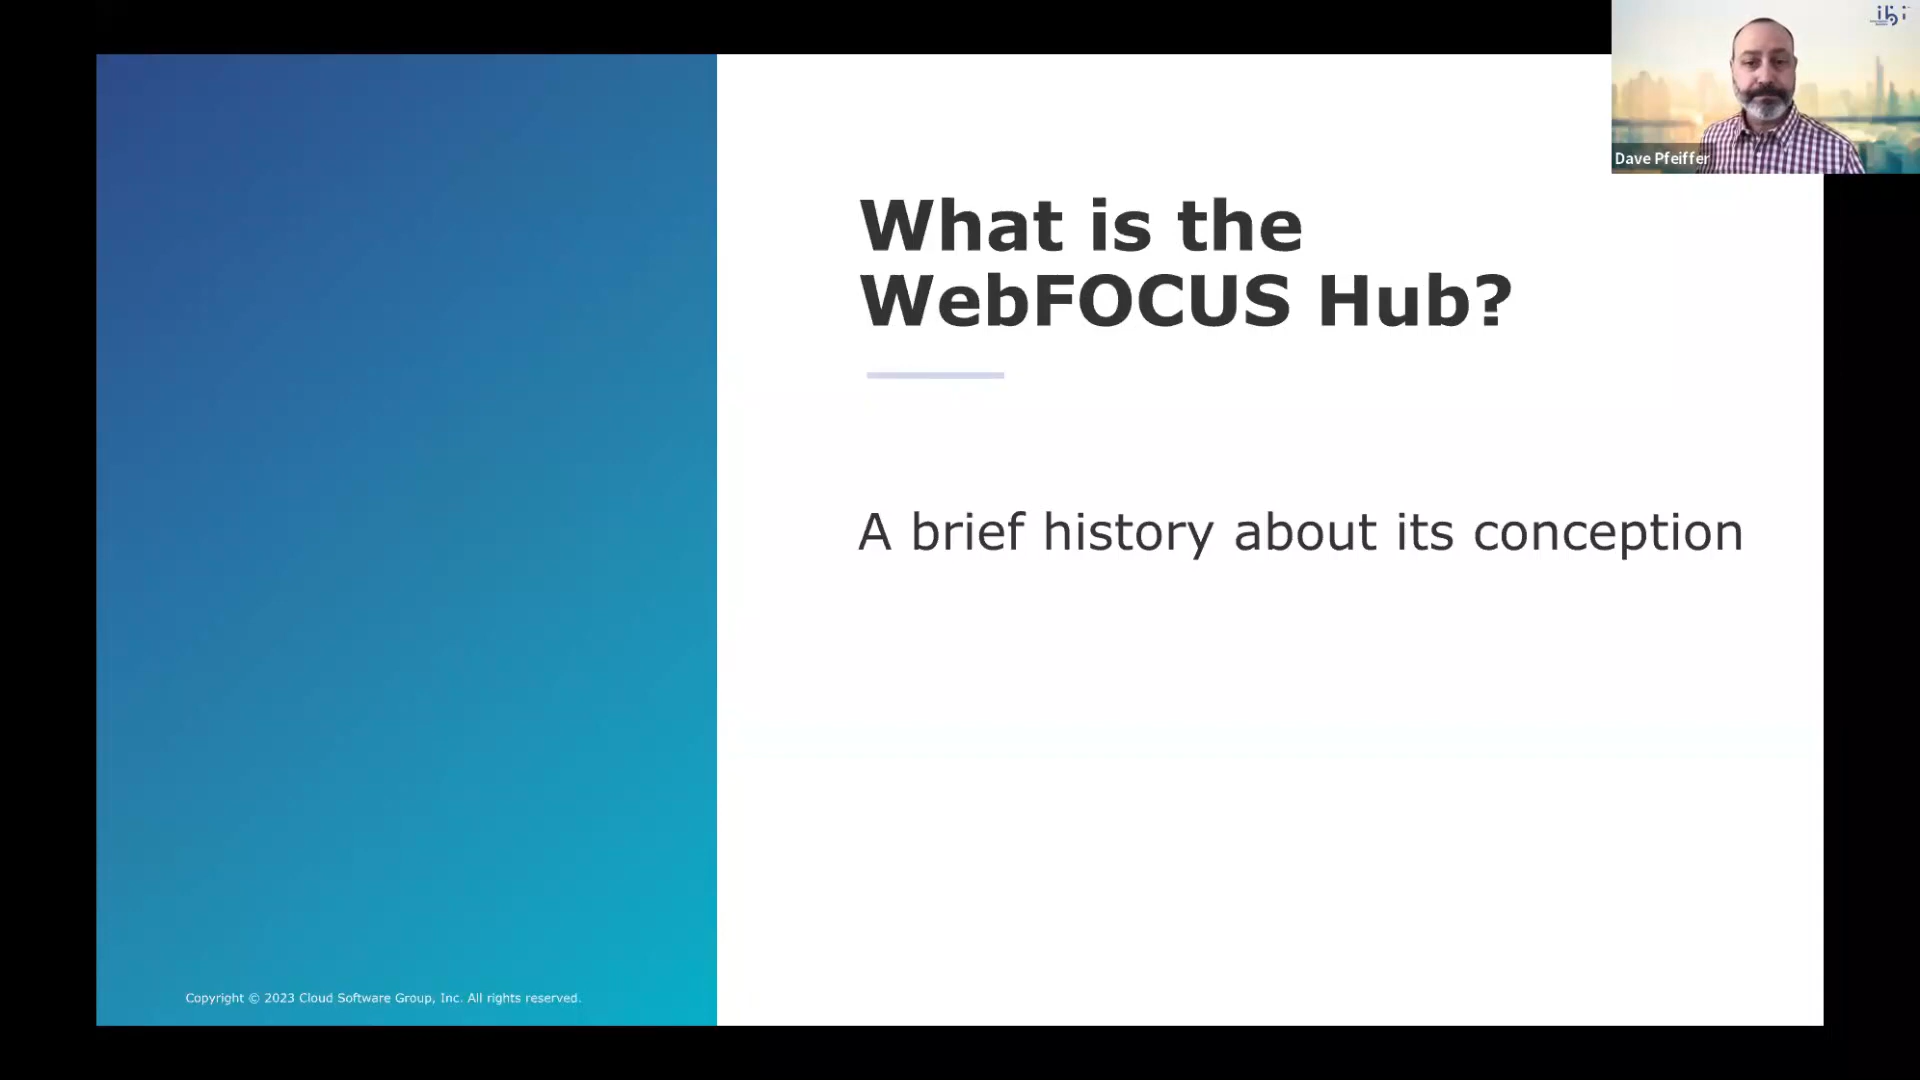 ibi
Dave Pfeiffer
What is the
WebFOCUS Hub?
A brief history about its conception
Copyright © 2023 Cloud Software Group, Inc. All rights reserved.